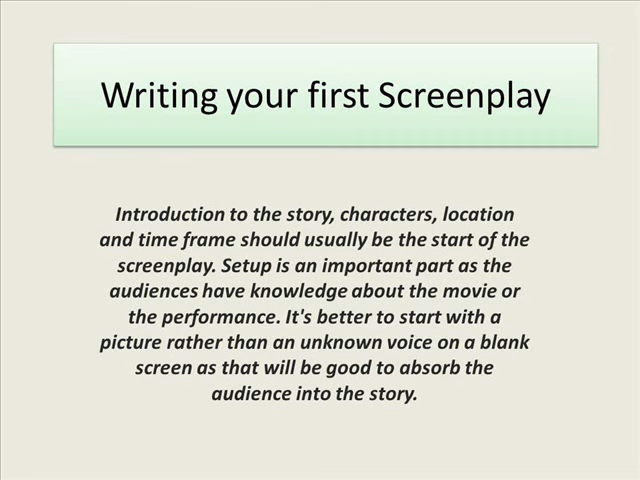 Writing your first Screenplay
Introduction to the story, characters, location
and time frame should usually be the start of the
screenplay. Setup is an important part as the
audiences have knowledge about the movie or
the performance. It's better to start with a
picture rather than an unknown voice on a blank
screen as that will be good to absorb the
audience into the story.